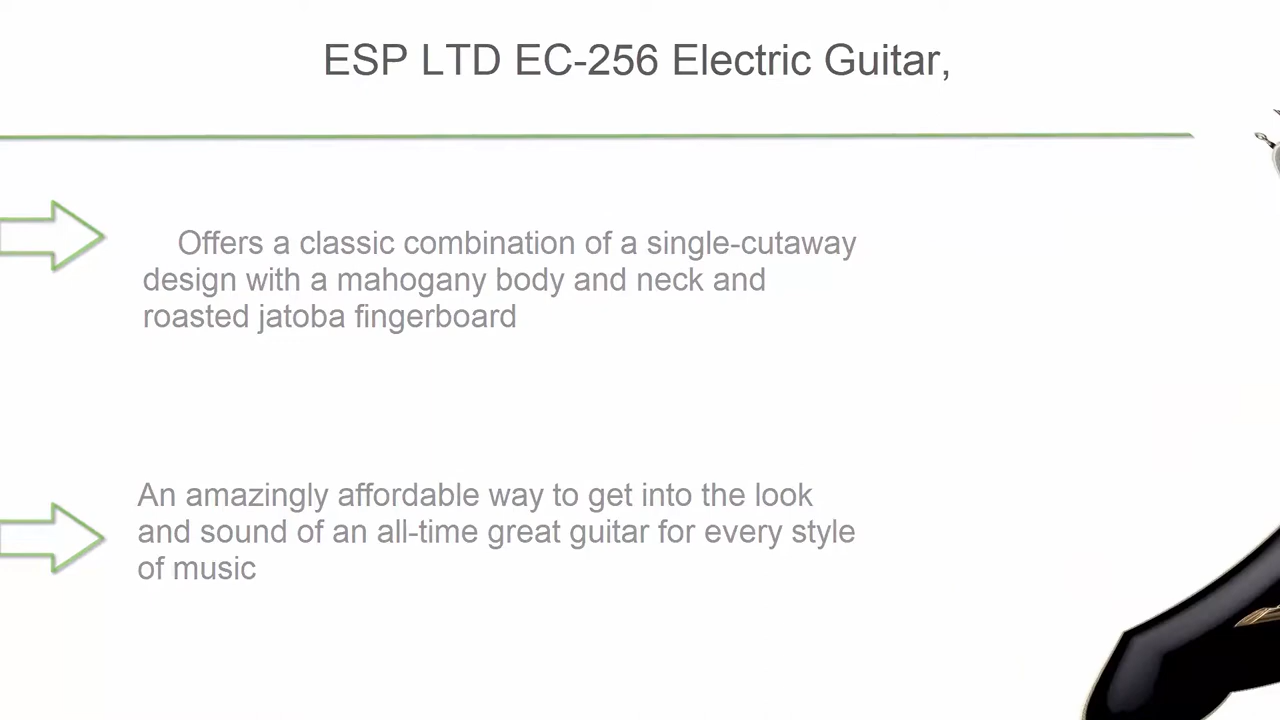 ESP LTD EC-256 Electric Guitar,
Offers a classic combination of a single-cutaway
design with a mahogany body and neck and
roasted jatoba fingerboard
An amazingly affordable way to get into the look
and sound of an all-time great guitar for every style
of music